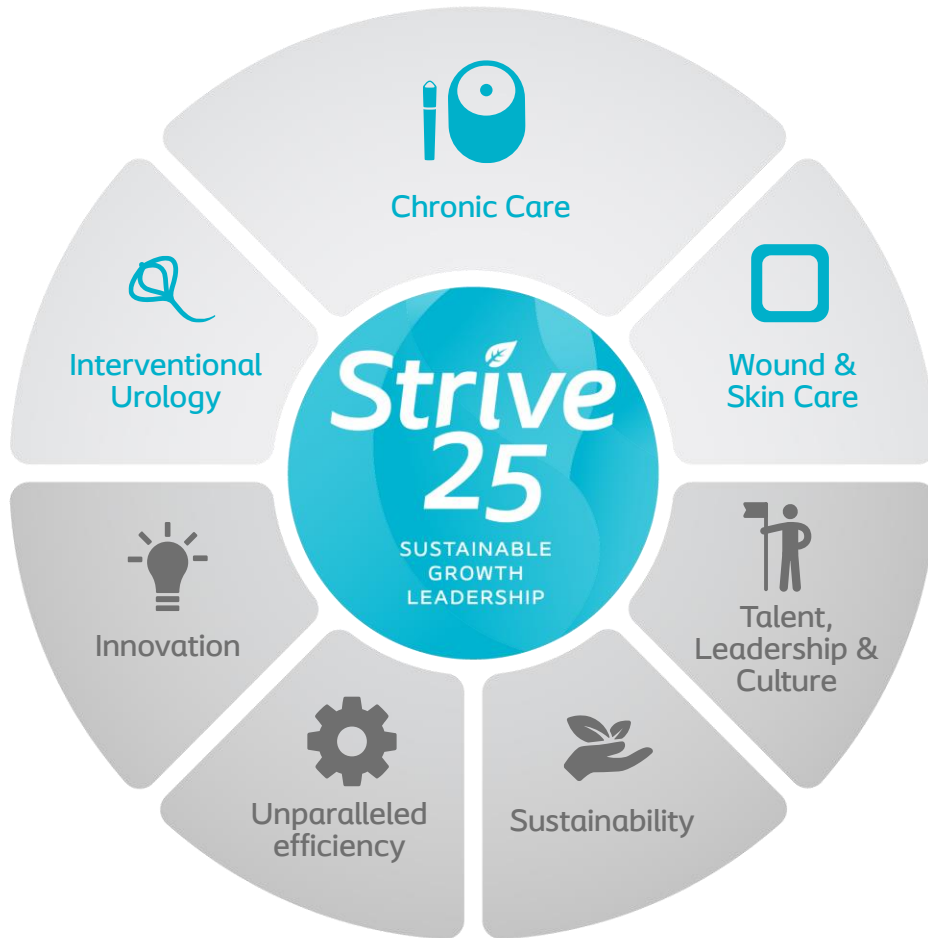 Chronic Care
Interventional
Urology
Wound &
Skin Care
Strive
25
SUSTAINABLE
GROWTH
LEADERSHIP
Innovation
Talent,
Leadership &
Culture
Unparalleled
efficiency
Sustainability